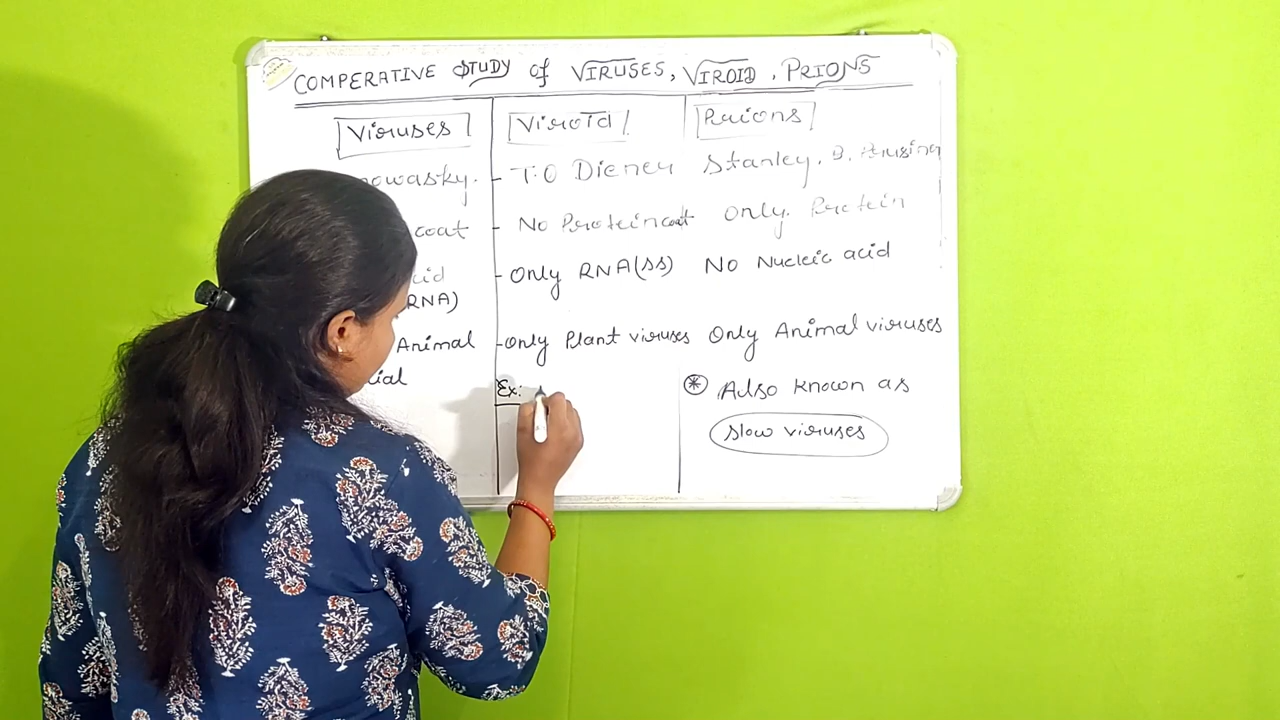 COMPERATIVE STUDY of VIRUSES, VIROID, PRIONS
Viruses
Viroid
Prions
nowasky.
- T.O Diener
Stanley. B. Prusiner
coat
- No Protein coat
Only. Protein
cid
- Only RNA(SS)
No Nucleic acid
RNA)
Animal
-only Plant viruses
Only Animal viruses
ial
Ex:
* Also known as
slow viruses